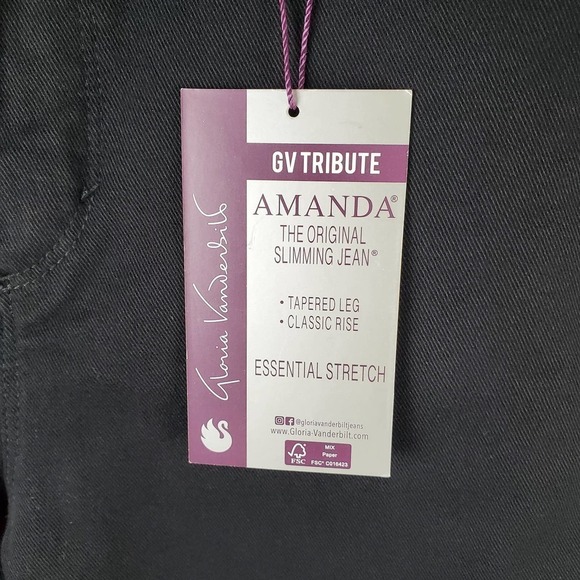 GV TRIBUTE
AMANDA®
THE ORIGINAL
SLIMMING JEAN®
• TAPERED LEG
• CLASSIC RISE
ESSENTIAL STRETCH
@gloriavanderbiltjeans
www.Gloria-Vanderbilt.com
FSC
MIX
Paper
FSC® C016423
Gloria Vanderbilt